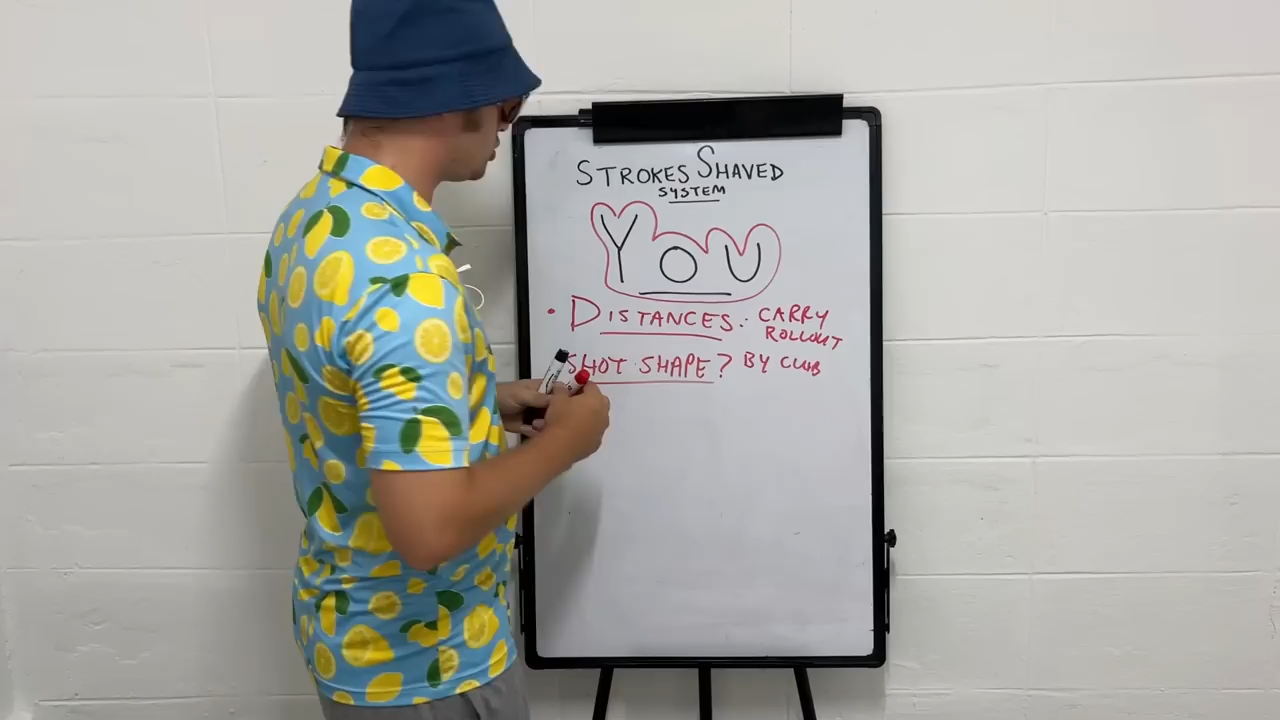 STROKES SHAVED
SYSTEM
YOU
• DISTANCES: CARRY
ROLLOUT
SHOT SHAPE? BY CLUB